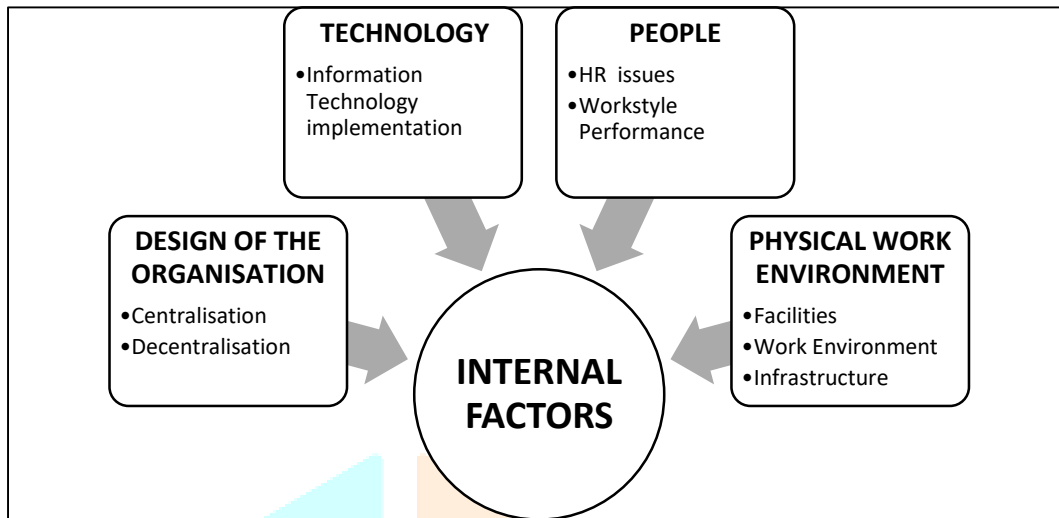 TECHNOLOGY
•Information
Technology
implementation
PEOPLE
•HR issues
•Workstyle
Performance
DESIGN OF THE
ORGANISATION
•Centralisation
•Decentralisation
PHYSICAL WORK
ENVIRONMENT
•Facilities
•Work Environment
•Infrastructure
INTERNAL
FACTORS